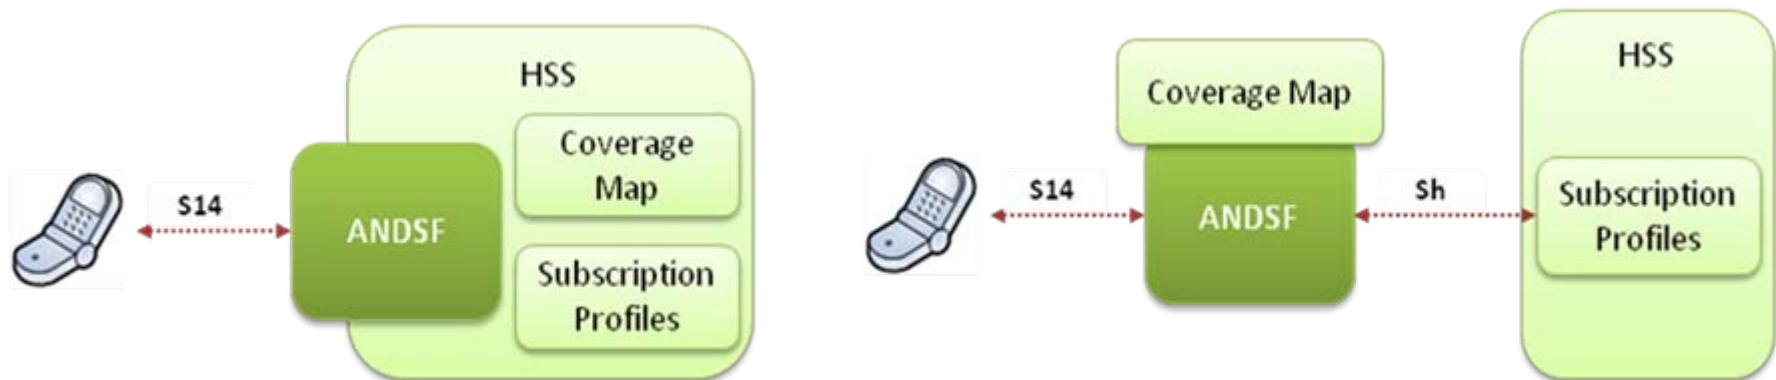 HSS
Coverage
Map
S14
ANDSF
Subscription
Profiles
Coverage Map
S14
ANDSF
Sh
HSS
Subscription
Profiles